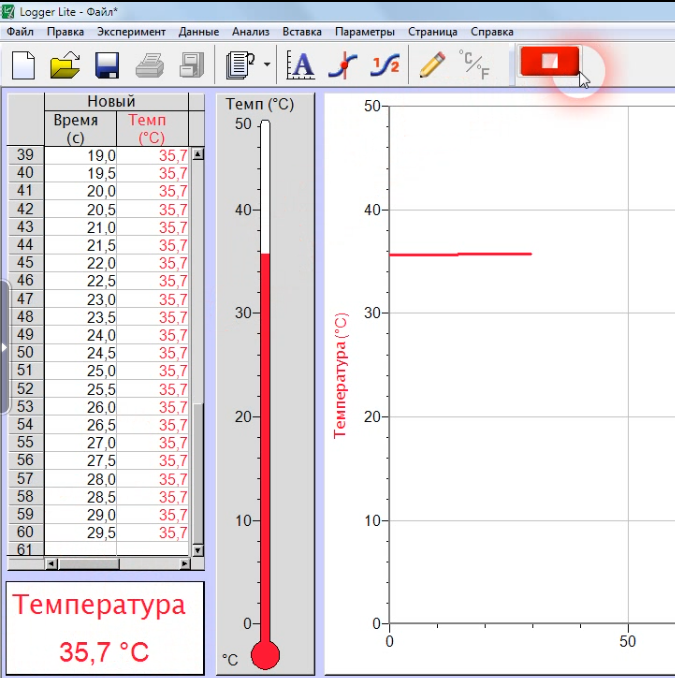 Logger Lite - Файл*
Файл Правка Эксперимент Данные Анализ Вставка Параметры Страница Справка
A 1/2 °C/°F
Новый
Время Темп
(с) (°C)
39 19,0 35,7
40 19,5 35,7
41 20,0 35,7
42 20,5 35,7
43 21,0 35,7
44 21,5 35,7
45 22,0 35,7
46 22,5 35,7
47 23,0 35,7
48 23,5 35,7
49 24,0 35,7
50 24,5 35,7
51 25,0 35,7
52 25,5 35,7
53 26,0 35,7
54 26,5 35,7
55 27,0 35,7
56 27,5 35,7
57 28,0 35,7
58 28,5 35,7
59 29,0 35,7
60 29,5 35,7
61
Температура
35,7 °C
Темп (°C)
50
40
30
20
10
0
°C
Температура (°C)
50
40
30
20
10
0
0 50